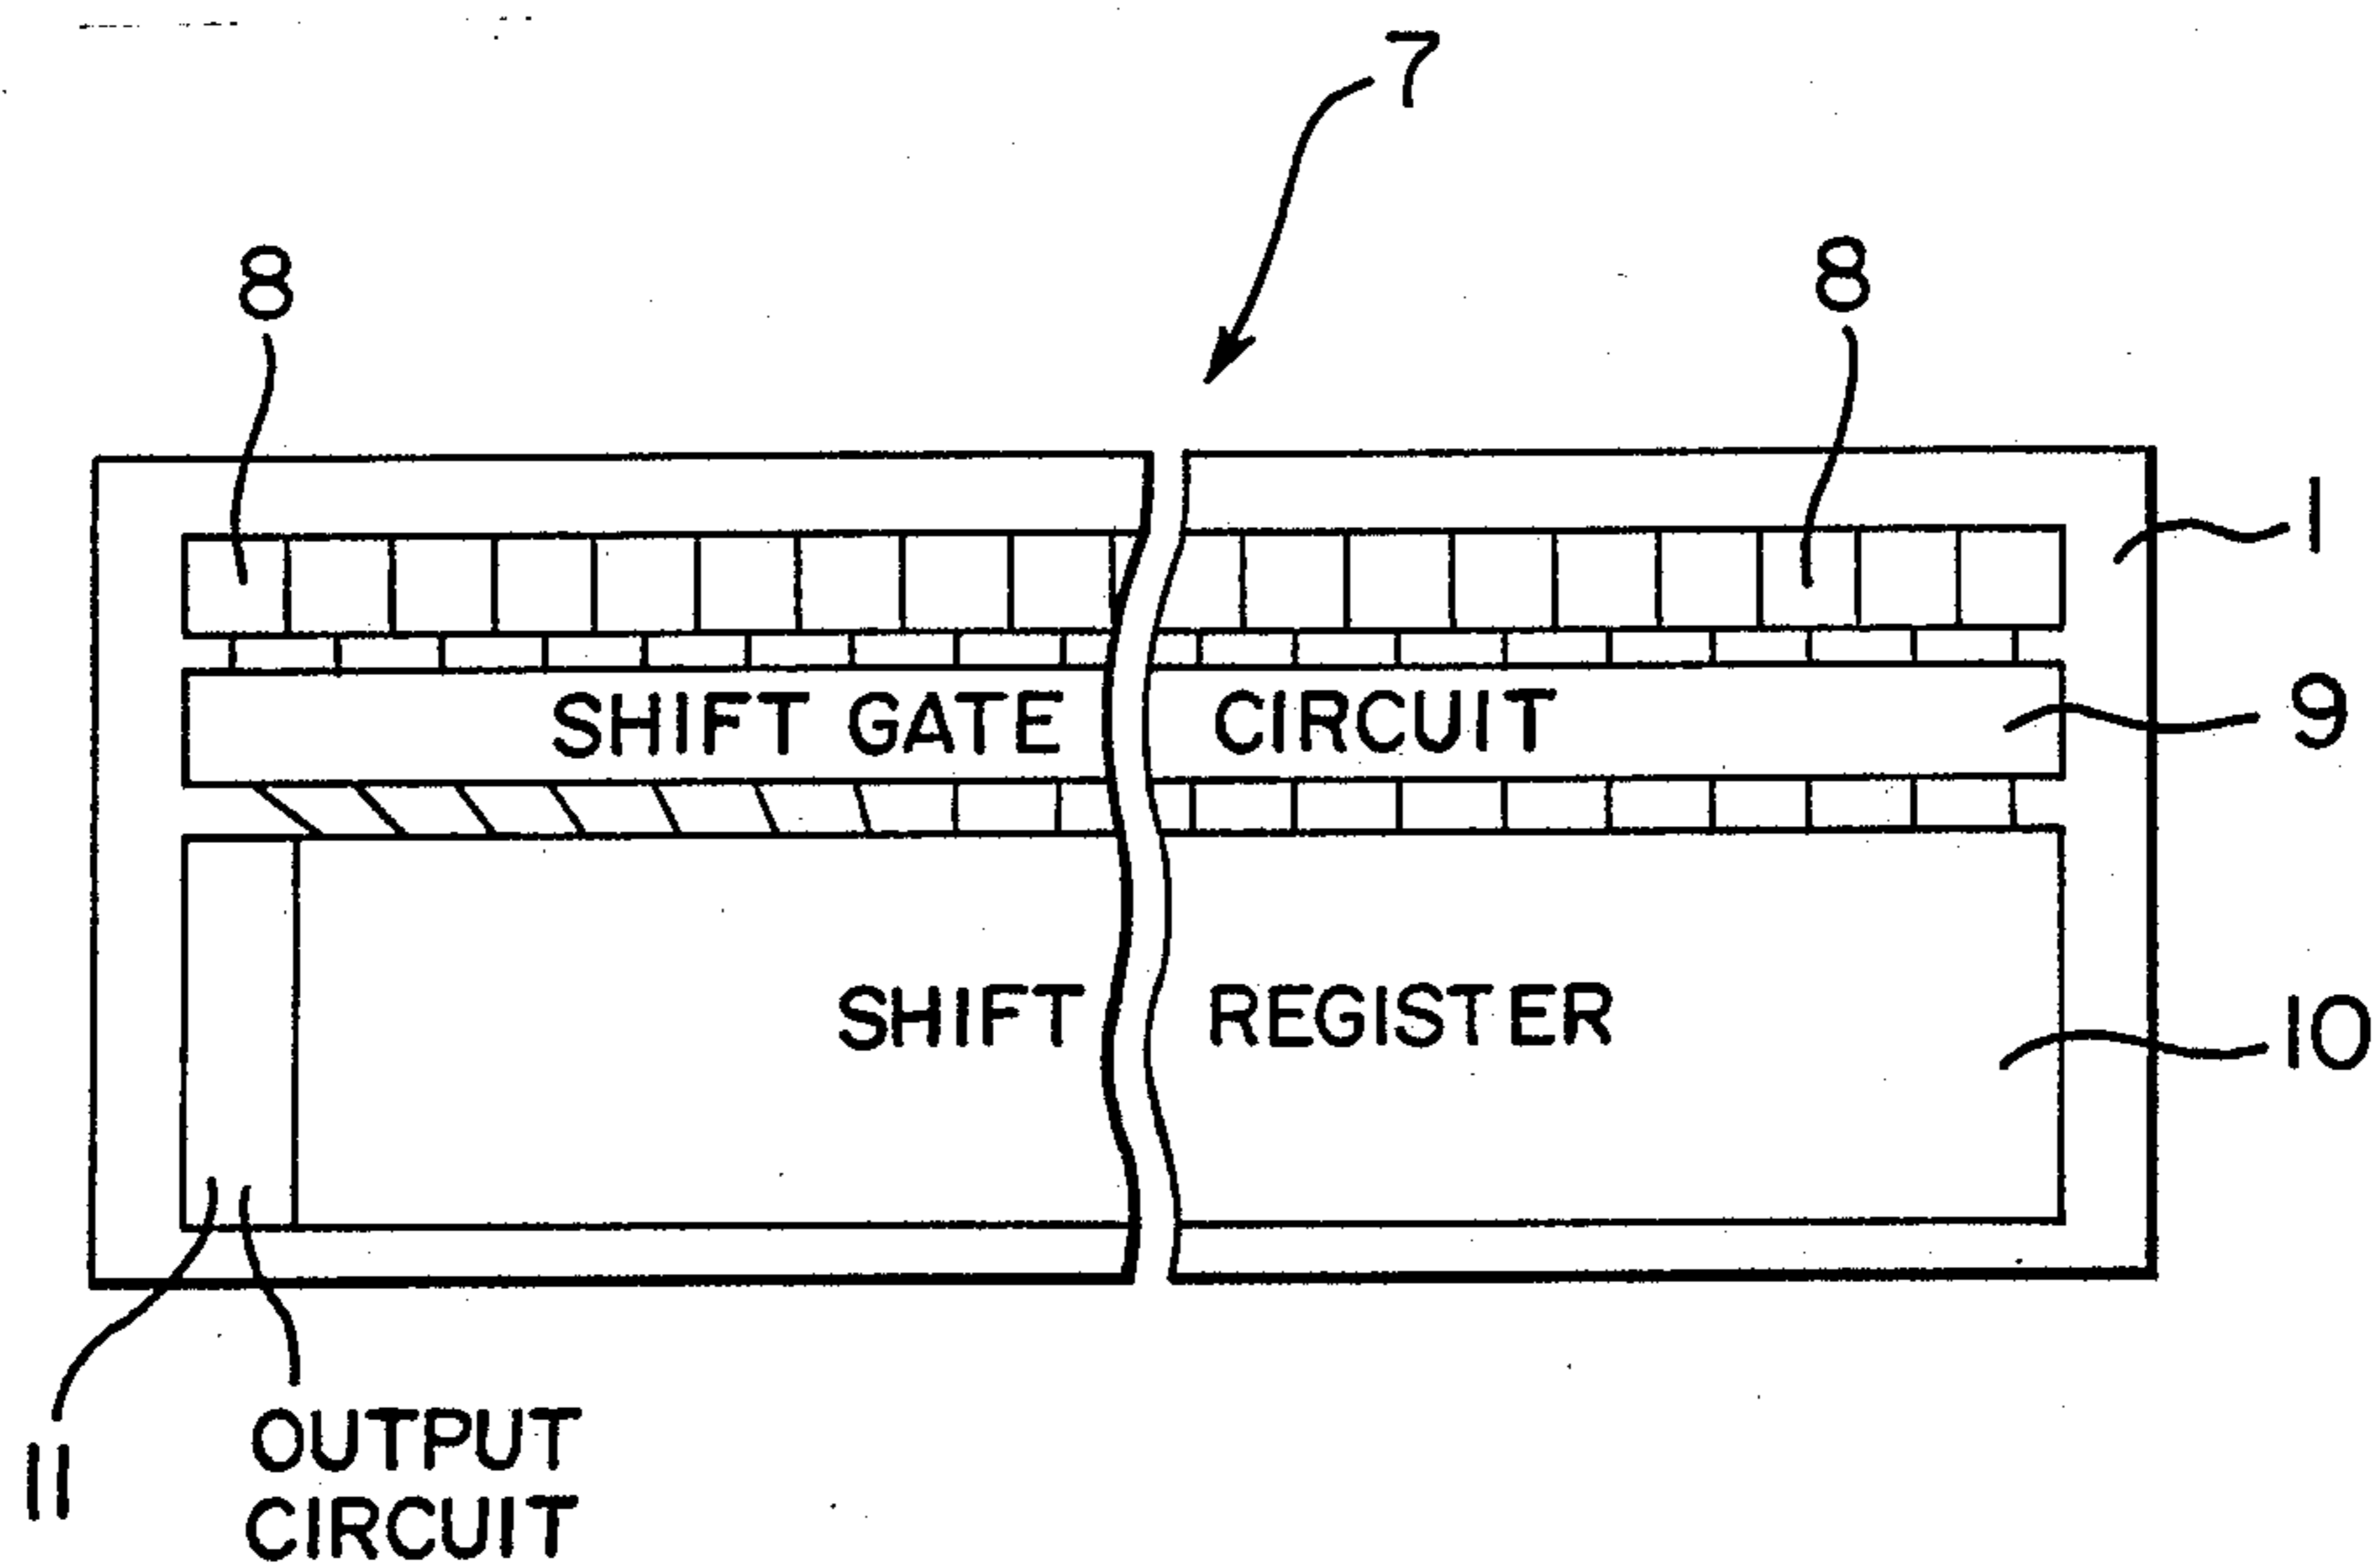 7
8 8
1
SHIFT GATE CIRCUIT 9
SHIFT REGISTER 10
11 OUTPUT
CIRCUIT